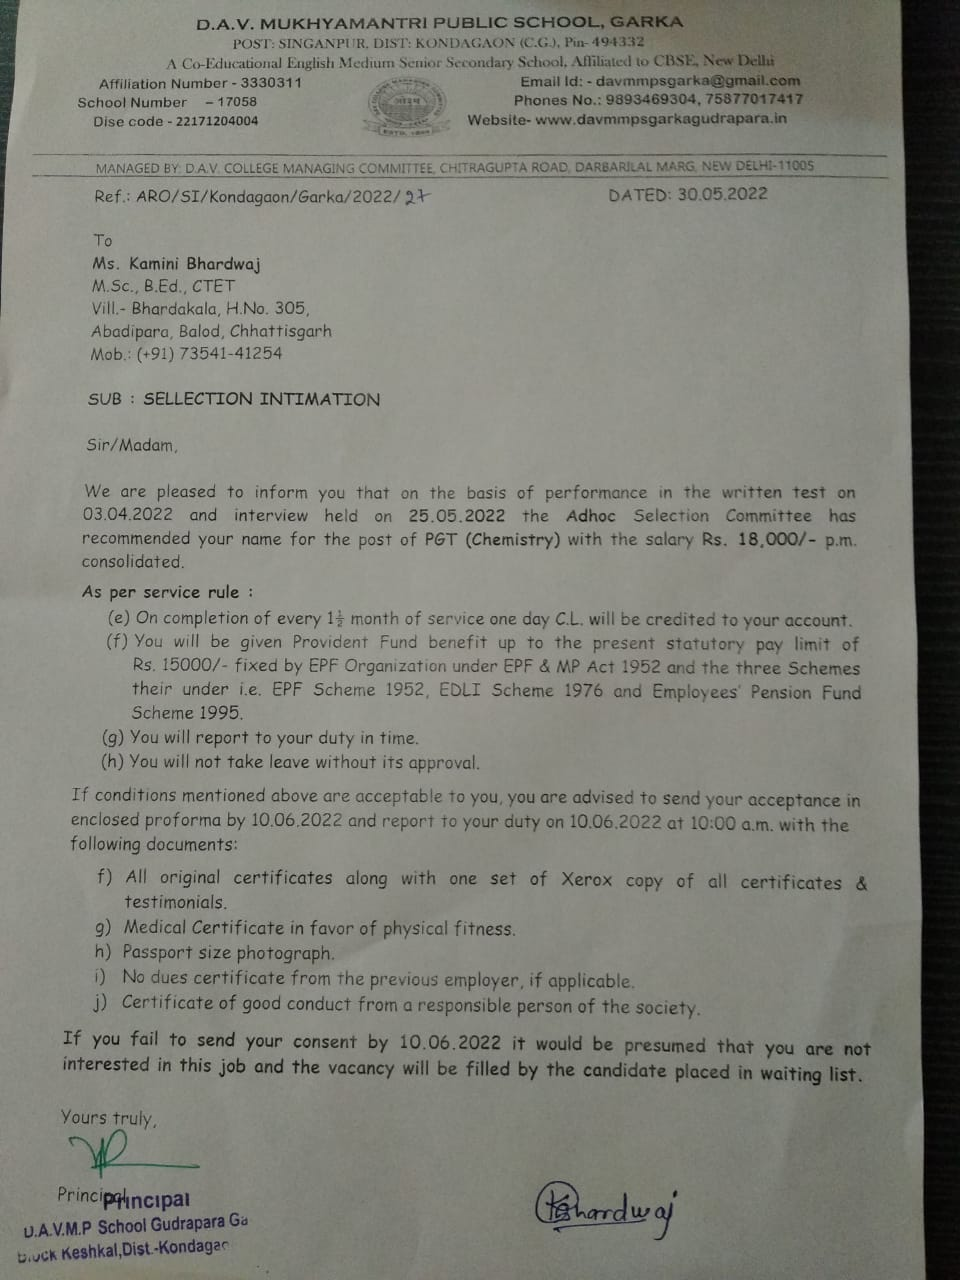 D.A.V. MUKHYAMANTRI PUBLIC SCHOOL, GARKA
POST: SINGANPUR, DIST: KONDAGAON (C.G.), Pin- 494332
A Co-Educational English Medium Senior Secondary School, Affiliated to CBSE, New Delhi
Affiliation Number - 3330311
Email Id: - davmmpsgarka@gmail.com
School Number - 17058
Phones No.: 9893469304, 75877017417
Dise code - 22171204004
Website- www.davmmpsgarkagudrapara.in
MANAGED BY: D.A.V. COLLEGE MANAGING COMMITTEE, CHITRAGUPTA ROAD, DARBARILAL MARG, NEW DELHI-11005
Ref.: ARO/SI/Kondagaon/Garka/2022/ 27
DATED: 30.05.2022
To
Ms. Kamini Bhardwaj
M.Sc., B.Ed., CTET
Vill.- Bhardakala, H.No. 305,
Abadipara, Balod, Chhattisgarh
Mob.: (+91) 73541-41254
SUB : SELLECTION INTIMATION
Sir/Madam,
We are pleased to inform you that on the basis of performance in the written test on
03.04.2022 and interview held on 25.05.2022 the Adhoc Selection Committee has
recommended your name for the post of PGT (Chemistry) with the salary Rs. 18,000/- p.m.
consolidated.
As per service rule :
(e) On completion of every 1½ month of service one day C.L. will be credited to your account.
(f) You will be given Provident Fund benefit up to the present statutory pay limit of
Rs. 15000/- fixed by EPF Organization under EPF & MP Act 1952 and the three Schemes
their under i.e. EPF Scheme 1952, EDLI Scheme 1976 and Employees' Pension Fund
Scheme 1995.
(g) You will report to your duty in time.
(h) You will not take leave without its approval.
If conditions mentioned above are acceptable to you, you are advised to send your acceptance in
enclosed proforma by 10.06.2022 and report to your duty on 10.06.2022 at 10:00 a.m. with the
following documents:
f) All original certificates along with one set of Xerox copy of all certificates &
testimonials.
g) Medical Certificate in favor of physical fitness.
h) Passport size photograph.
i) No dues certificate from the previous employer, if applicable.
j) Certificate of good conduct from a responsible person of the society.
If you fail to send your consent by 10.06.2022 it would be presumed that you are not
interested in this job and the vacancy will be filled by the candidate placed in waiting list.
Yours truly,
Principal
Principal
D.A.V.M.P School Gudrapara Ga
Block Keshkal,Dist.-Kondagao
KBhardwaj